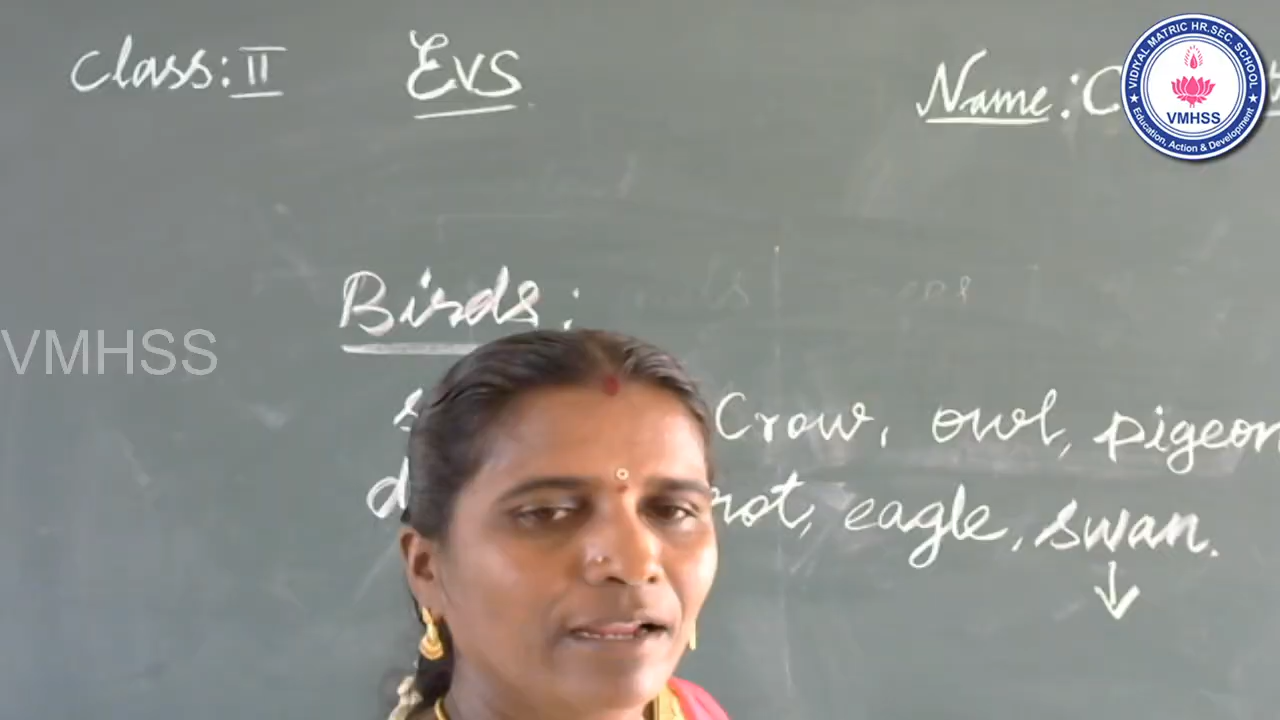 Class: II EVS Name: C
VIDIYAL MATRIC HR.SEC. SCHOOL
VMHSS
Education, Action & Development
Birds:
VMHSS
Crow, owl, pigeon
eagle, swan.